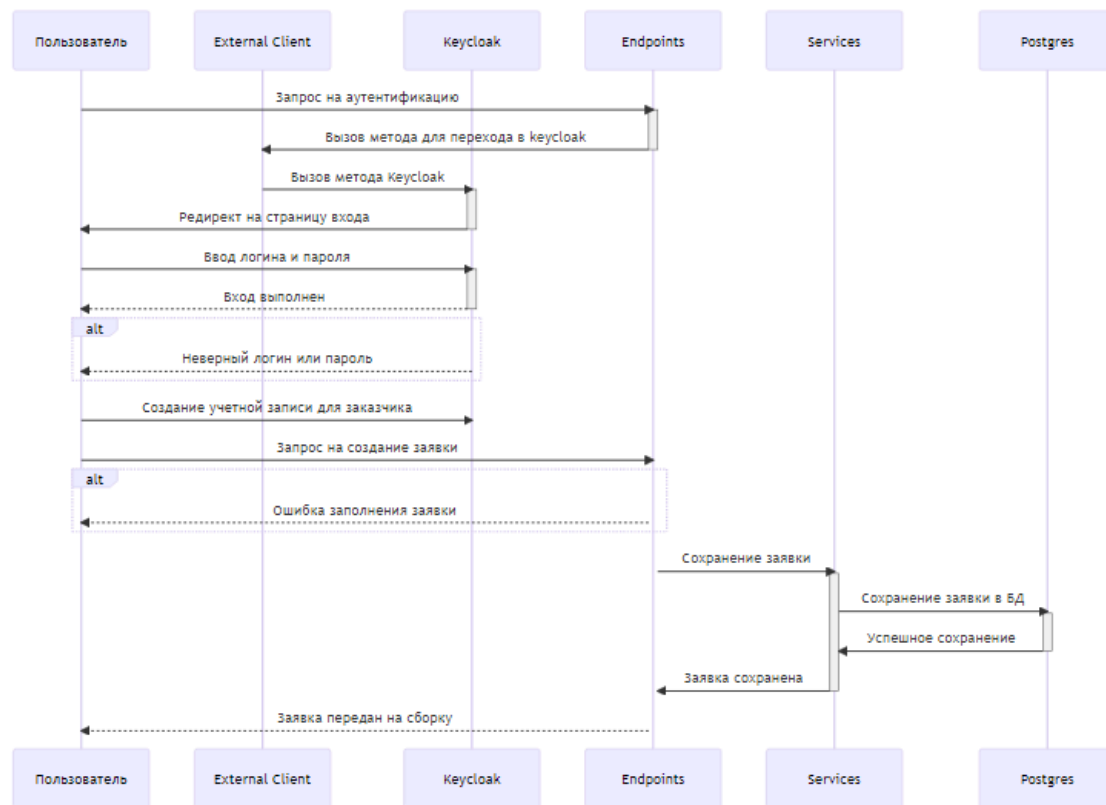 Пользователь
External Client
Keycloak
Endpoints
Services
Postgres
Запрос на аутентификацию
Вызов метода для перехода в keycloak
Вызов метода Keycloak
Редирект на страницу входа
Ввод логина и пароля
Вход выполнен
alt
Неверный логин или пароль
Создание учетной записи для заказчика
Запрос на создание заявки
alt
Ошибка заполнения заявки
Сохранение заявки
Сохранение заявки в БД
Успешное сохранение
Заявка сохранена
Заявка передан на сборку
Пользователь
External Client
Keycloak
Endpoints
Services
Postgres